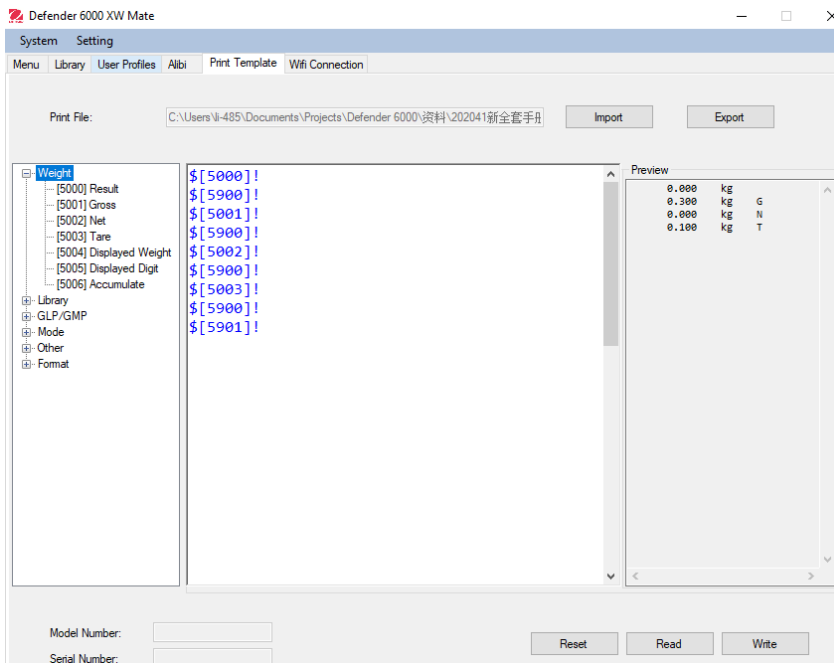 Defender 6000 XW Mate
System Setting
Menu Library User Profiles Alibi Print Template Wifi Connection
Print File: C:\Users\li-485\Documents\Projects\Defender 6000\资料\202041新全套手册 Import Export
Weight
[5000] Result
[5001] Gross
[5002] Net
[5003] Tare
[5004] Displayed Weight
[5005] Displayed Digit
[5006] Accumulate
Library
GLP/GMP
Mode
Other
Format
$[5000]!
$[5900]!
$[5001]!
$[5900]!
$[5002]!
$[5900]!
$[5003]!
$[5900]!
$[5901]!
Preview
0.000 kg
0.300 kg G
0.000 kg N
0.100 kg T
Model Number:
Serial Number:
Reset Read Write